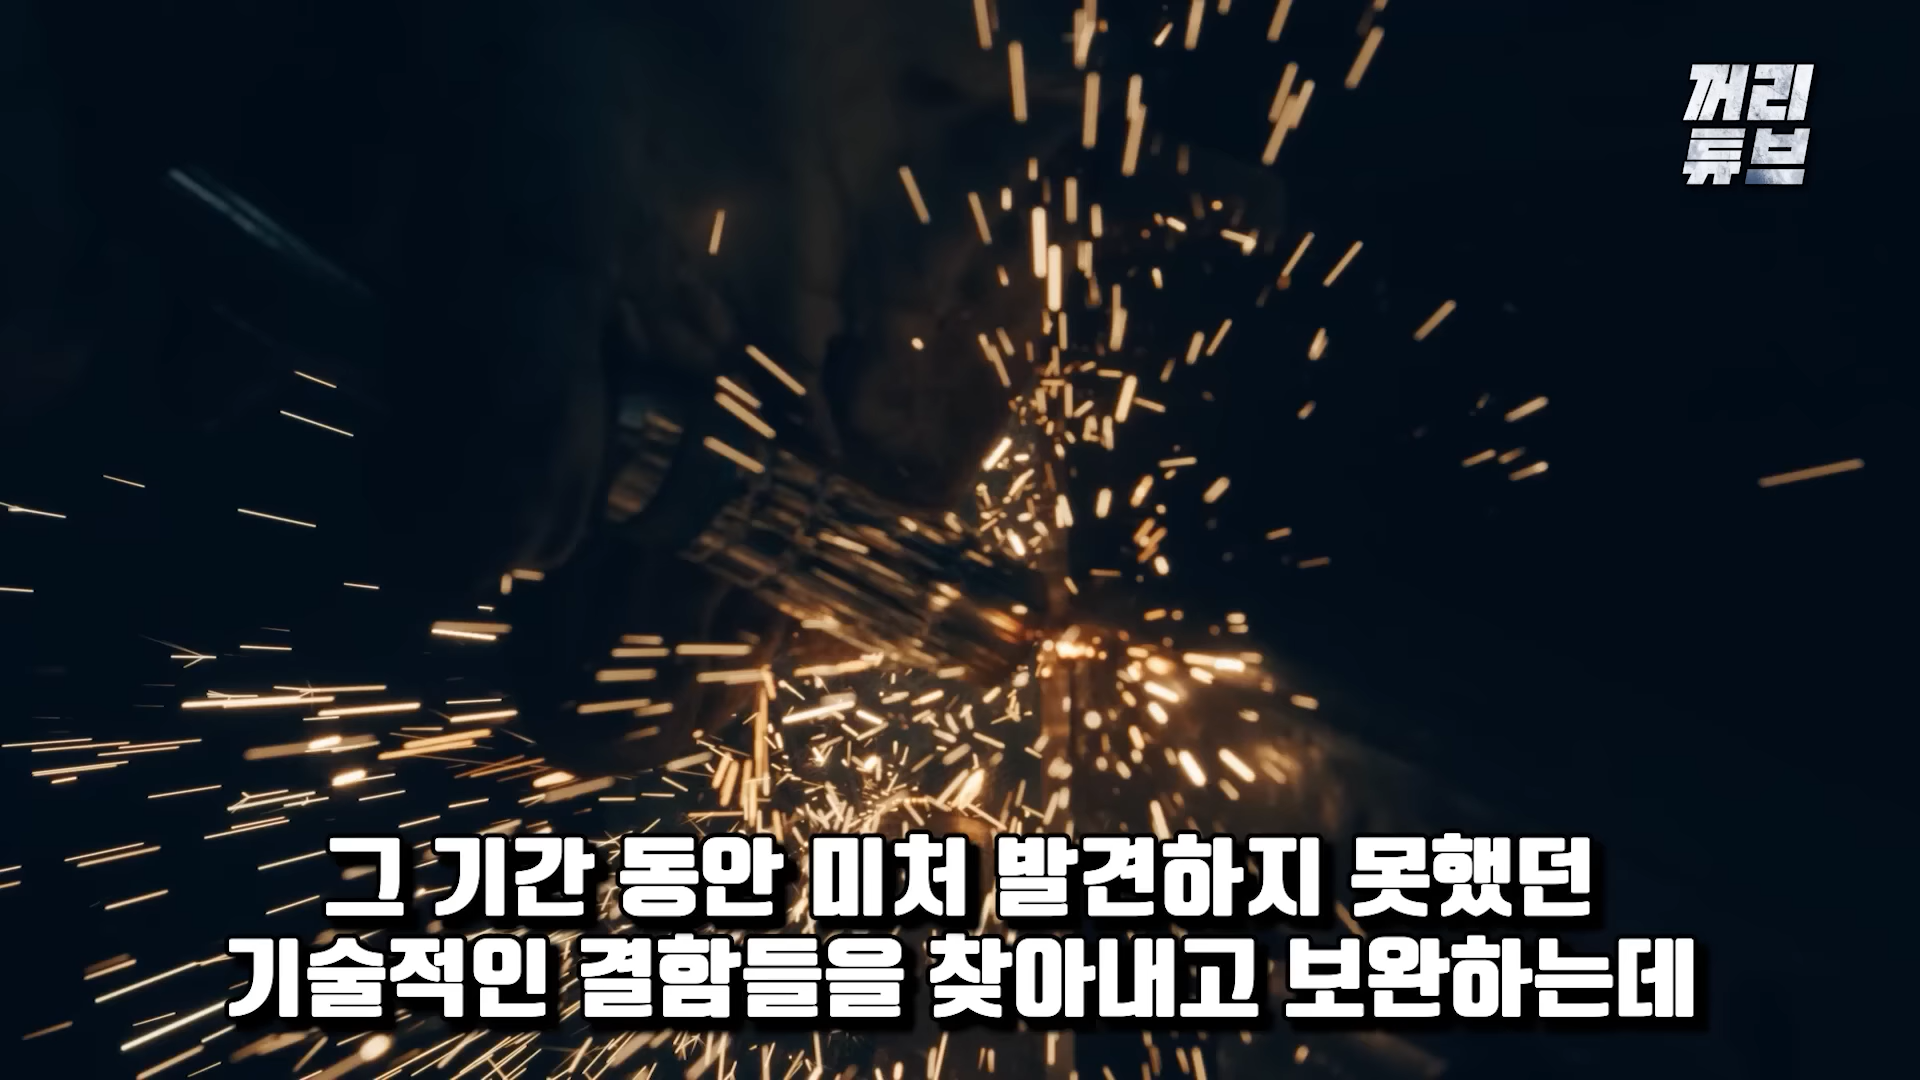 꺼리
튜브
그 기간 동안 미처 발견하지 못했던
기술적인 결함들을 찾아내고 보완하는데